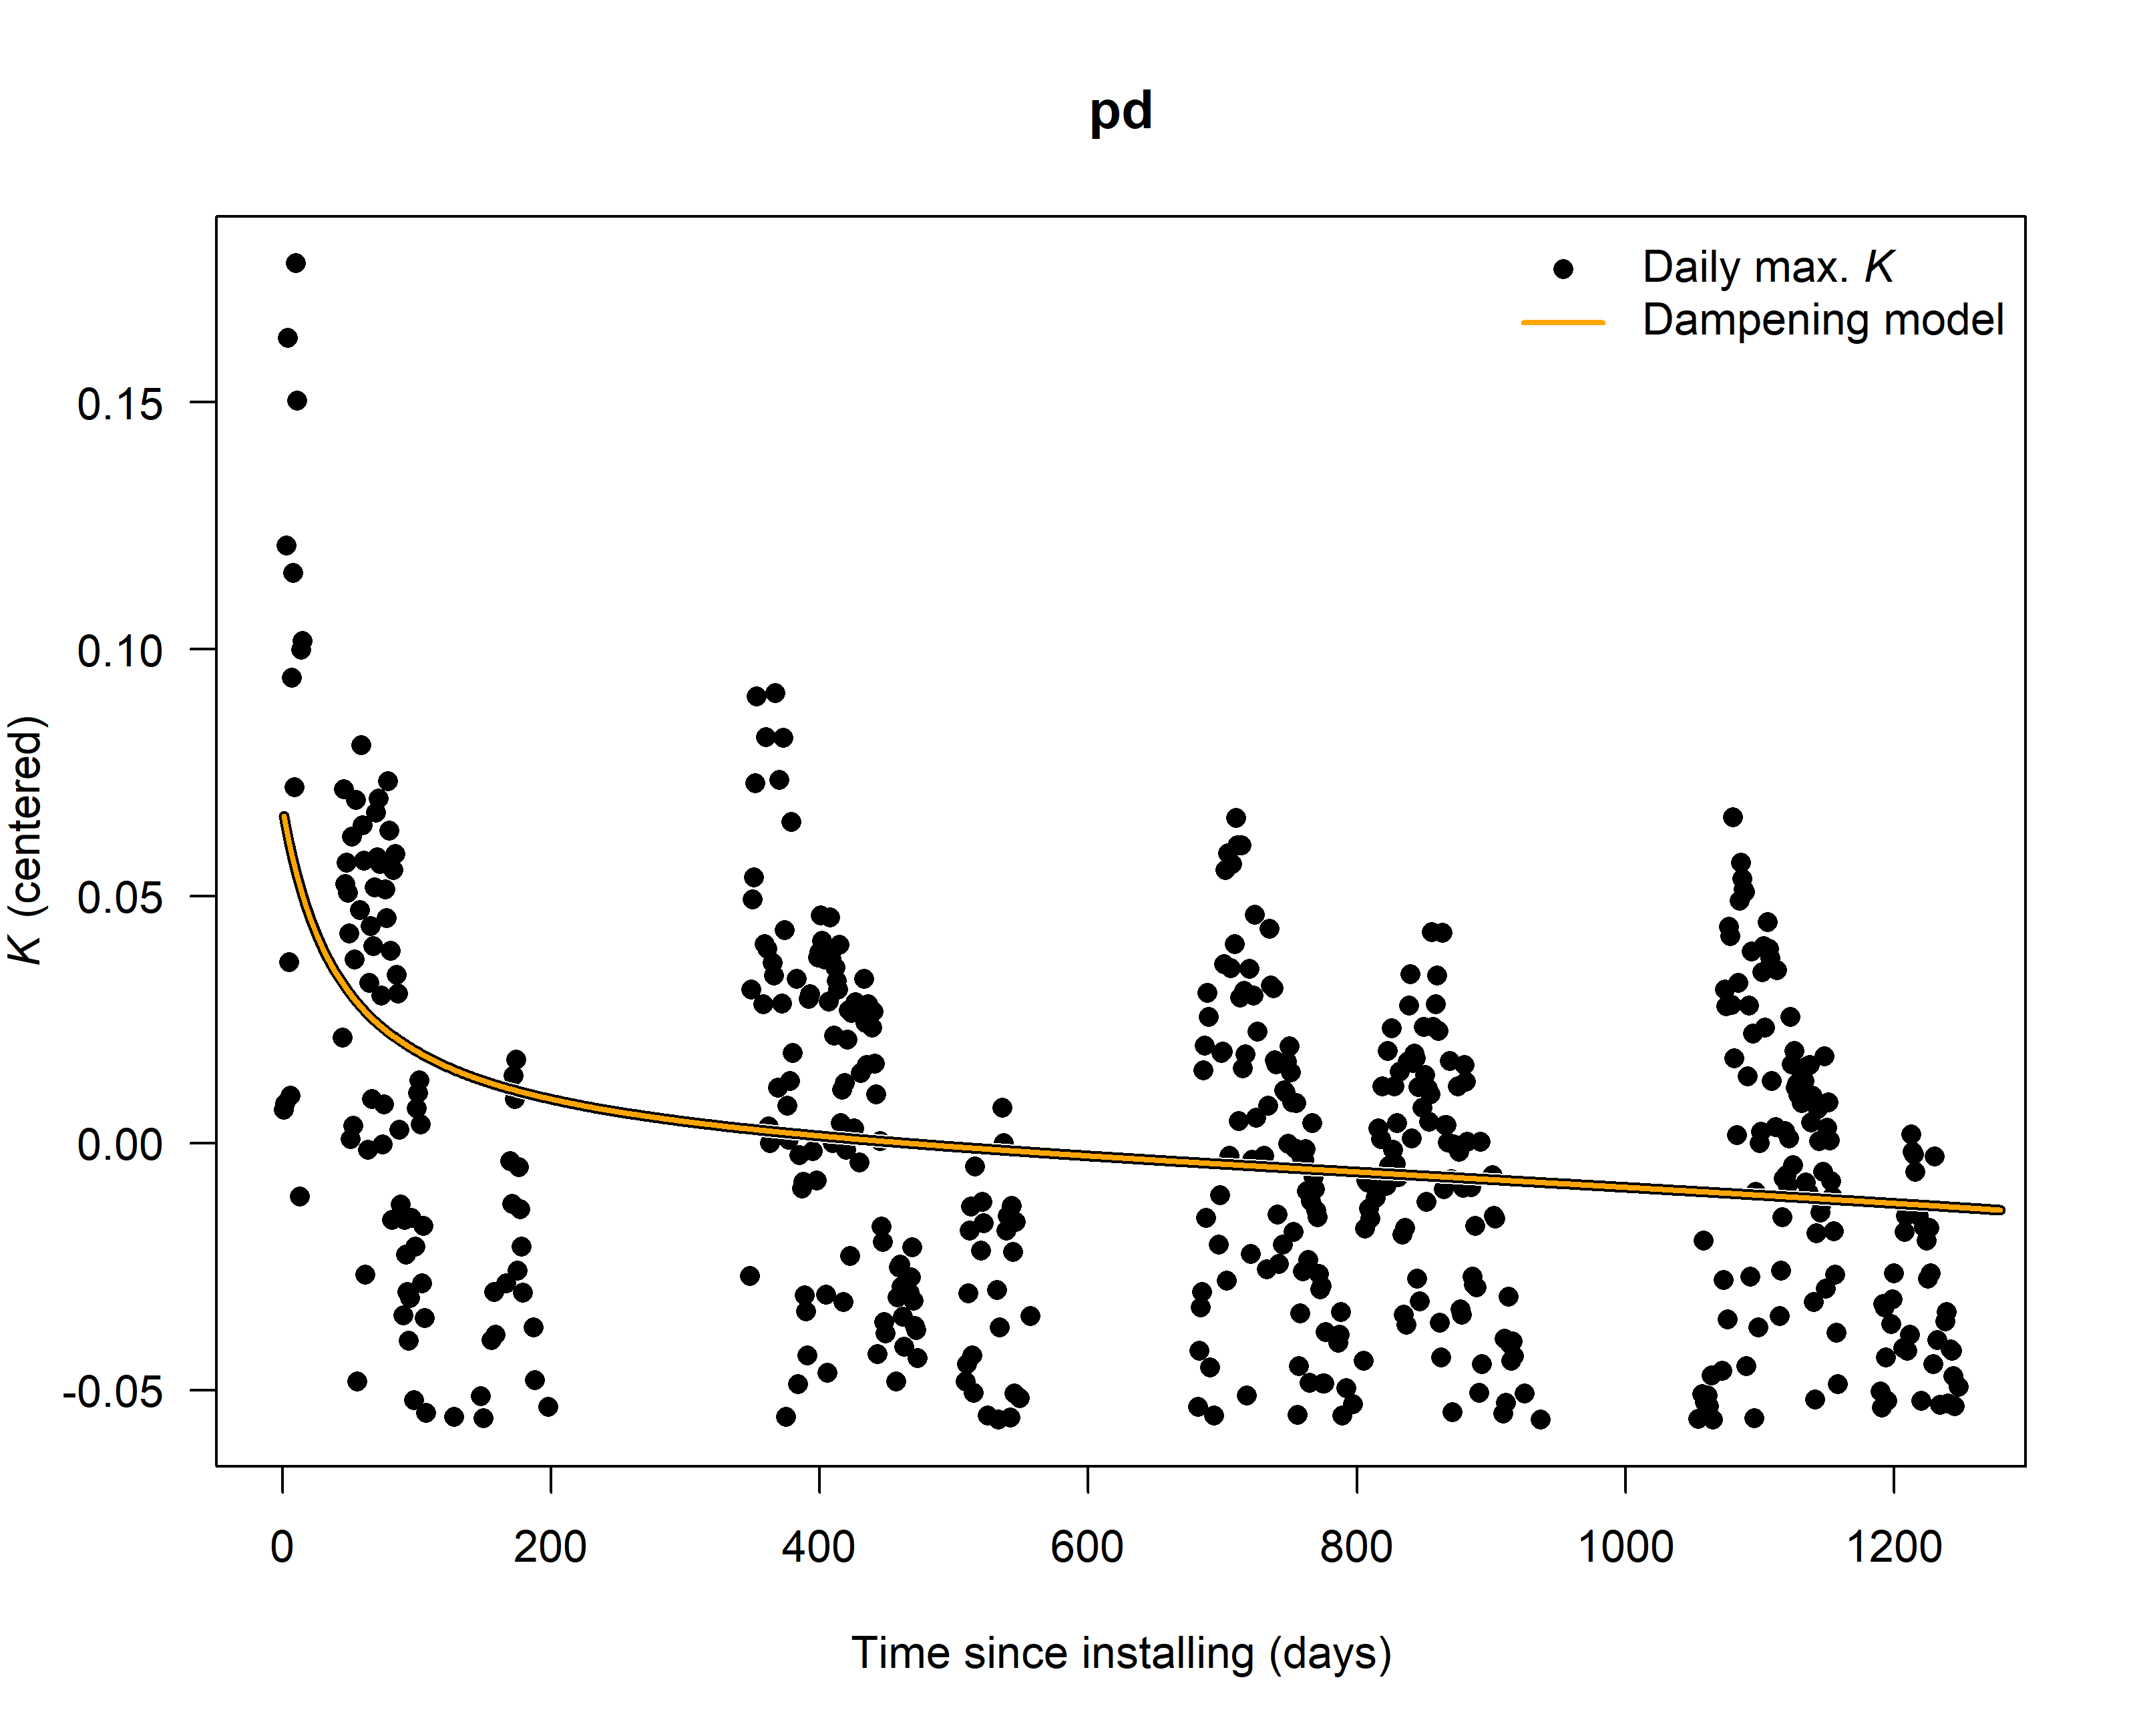 pd
Daily max. K
Dampening model
K (centered)
0.15
0.10
0.05
0.00
-0.05
0 200 400 600 800 1000 1200
Time since installing (days)